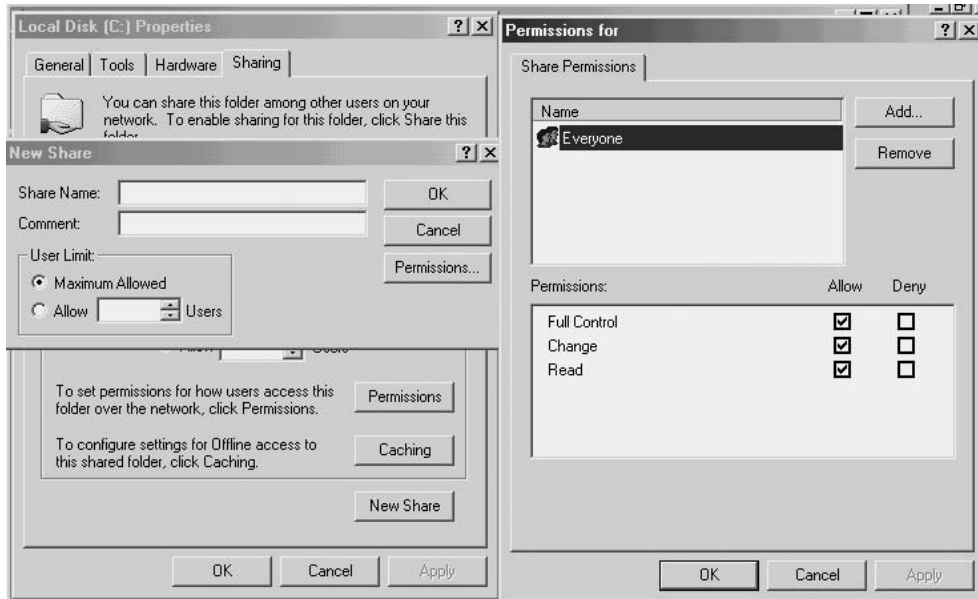 Local Disk (C:) Properties
General Tools Hardware Sharing
You can share this folder among other users on your
network. To enable sharing for this folder, click Share this
folder
New Share
Share Name:
OK
Comment:
Cancel
User Limit:
Permissions...
Maximum Allowed
Allow Users
To set permissions for how users access this
folder over the network, click Permissions.
Permissions
To configure settings for Offline access to
this shared folder, click Caching.
Caching
New Share
OK Cancel Apply
Permissions for
Share Permissions
Name
Add...
Everyone
Remove
Permissions: Allow Deny
Full Control
Change
Read
OK Cancel Apply